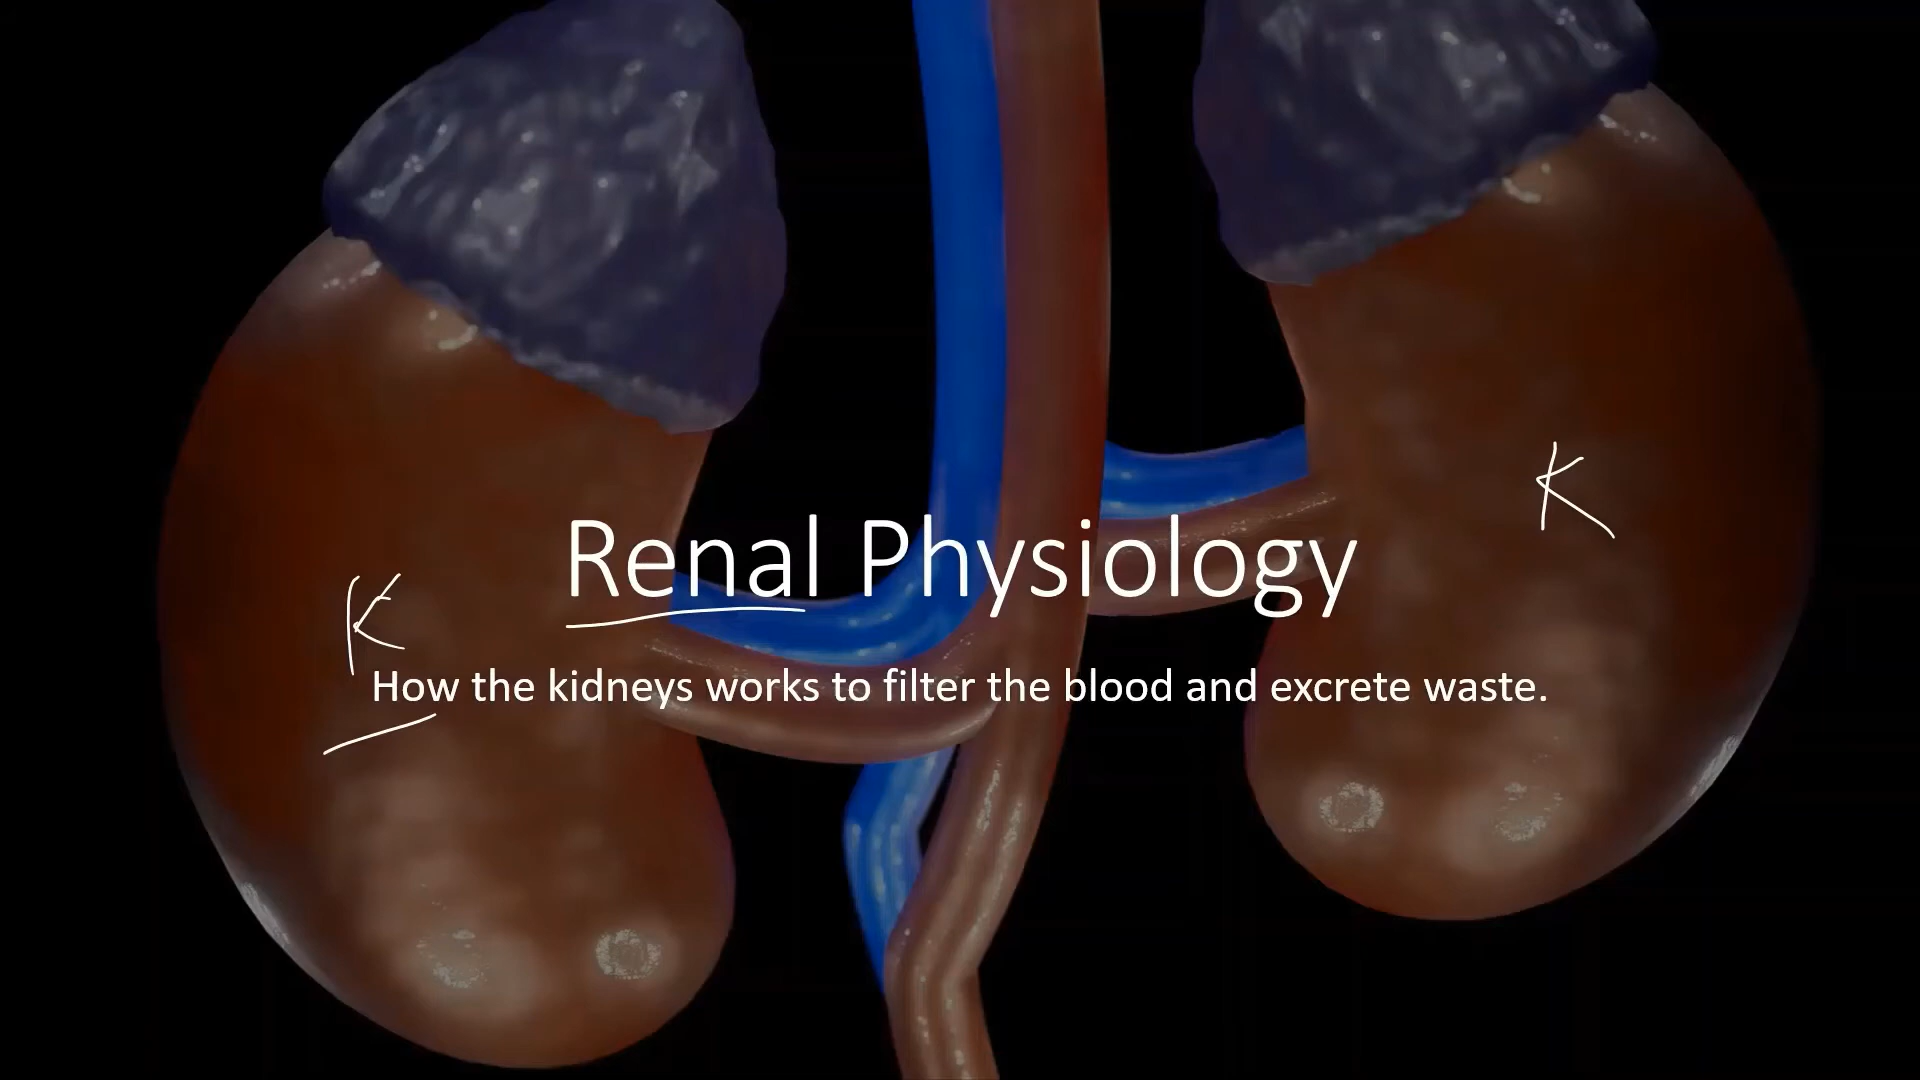 K
Renal Physiology
K
How the kidneys works to filter the blood and excrete waste.